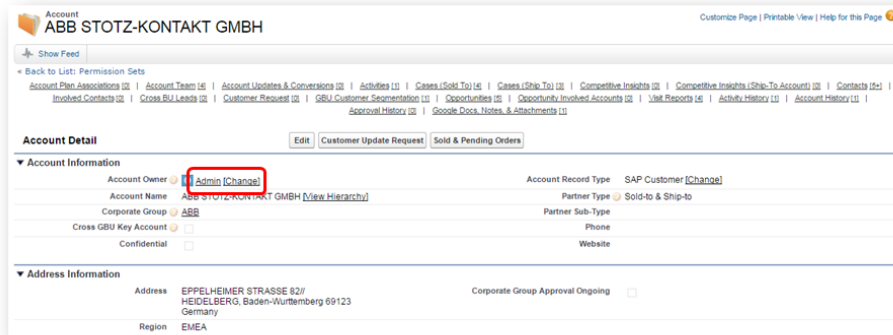 Account
ABB STOTZ-KONTAKT GMBH
Customize Page | Printable View | Help for this Page
Show Feed
« Back to List: Permission Sets
Account Plan Associations [0] | Account Team [4] | Account Updates & Conversions [0] | Activities [1] | Cases (Sold To) [4] | Cases (Ship To) [3] | Competitive Insights [0] | Competitive Insights (Ship-To Account) [0] | Contacts [5+] |
Involved Contacts [0] | Cross BU Leads [0] | Customer Request [0] | GBU Customer Segmentation [1] | Opportunities [5] | Opportunity Involved Accounts [0] | Visit Reports [4] | Activity History [1] | Account History [1] |
Approval History [0] | Google Docs, Notes, & Attachments [1]
Account Detail Edit Customer Update Request Sold & Pending Orders
Account Information
Account Owner Admin [Change] Account Record Type SAP Customer [Change]
Account Name ABB STOTZ-KONTAKT GMBH [View Hierarchy] Partner Type Sold-to & Ship-to
Corporate Group ABB Partner Sub-Type
Cross GBU Key Account Phone
Confidential Website
Address Information
Address EPPELHEIMER STRASSE 82// Corporate Group Approval Ongoing
HEIDELBERG, Baden-Wurttemberg 69123
Germany
Region EMEA